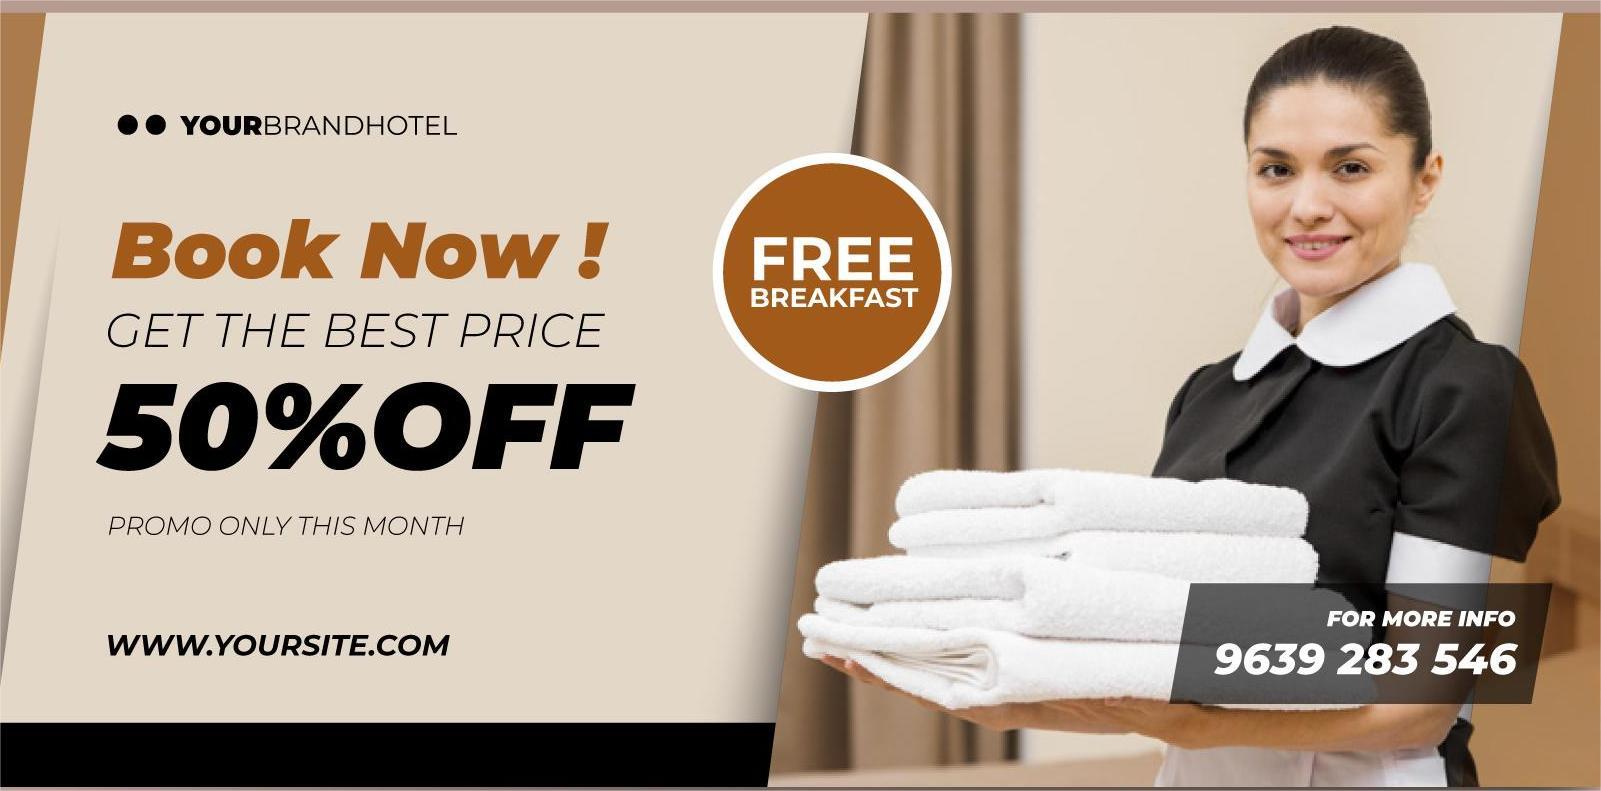 YOURBRANDHOTEL
Book Now !
GET THE BEST PRICE
50%OFF
PROMO ONLY THIS MONTH
WWW.YOURSITE.COM
FREE
BREAKFAST
FOR MORE INFO
9639 283 546